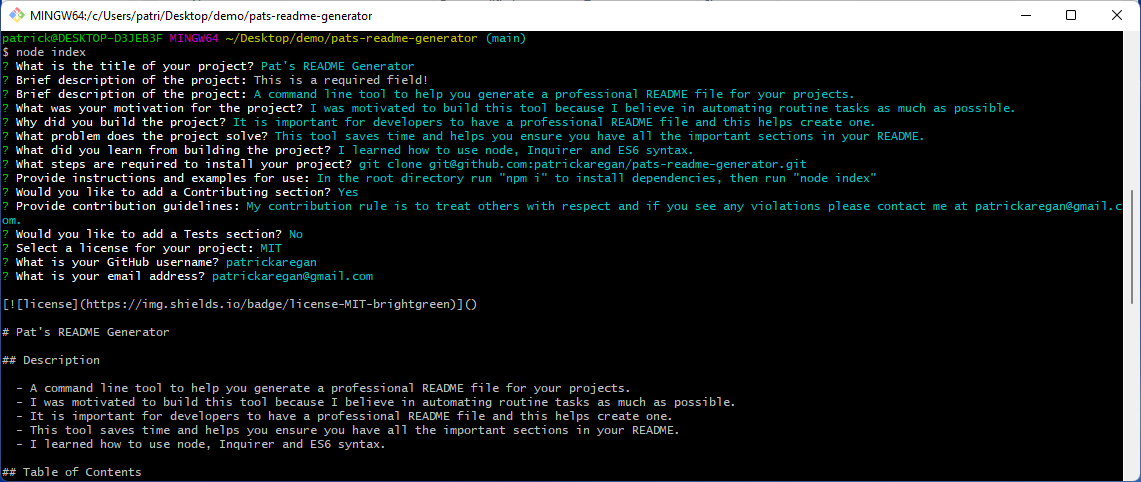 MINGW64:/c/Users/patri/Desktop/demo/pats-readme-generator
patrick@DESKTOP-D3JEB3F MINGW64 ~/Desktop/demo/pats-readme-generator (main)
$ node index
? What is the title of your project? Pat's README Generator
? Brief description of the project: This is a required field!
? Brief description of the project: A command line tool to help you generate a professional README file for your projects.
? What was your motivation for the project? I was motivated to build this tool because I believe in automating routine tasks as much as possible.
? Why did you build the project? It is important for developers to have a professional README file and this helps create one.
? What problem does the project solve? This tool saves time and helps you ensure you have all the important sections in your README.
? What did you learn from building the project? I learned how to use node, Inquirer and ES6 syntax.
? What steps are required to install your project? git clone git@github.com:patrickaregan/pats-readme-generator.git
? Provide instructions and examples for use: In the root directory run "npm i" to install dependencies, then run "node index"
? Would you like to add a Contributing section? Yes
? Provide contribution guidelines: My contribution rule is to treat others with respect and if you see any violations please contact me at patrickaregan@gmail.c
om.
? Would you like to add a Tests section? No
? Select a license for your project: MIT
? What is your GitHub username? patrickaregan
? What is your email address? patrickaregan@gmail.com
[![license](https://img.shields.io/badge/license-MIT-brightgreen)]()
# Pat's README Generator
## Description
- A command line tool to help you generate a professional README file for your projects.
- I was motivated to build this tool because I believe in automating routine tasks as much as possible.
- It is important for developers to have a professional README file and this helps create one.
- This tool saves time and helps you ensure you have all the important sections in your README.
- I learned how to use node, Inquirer and ES6 syntax.
## Table of Contents